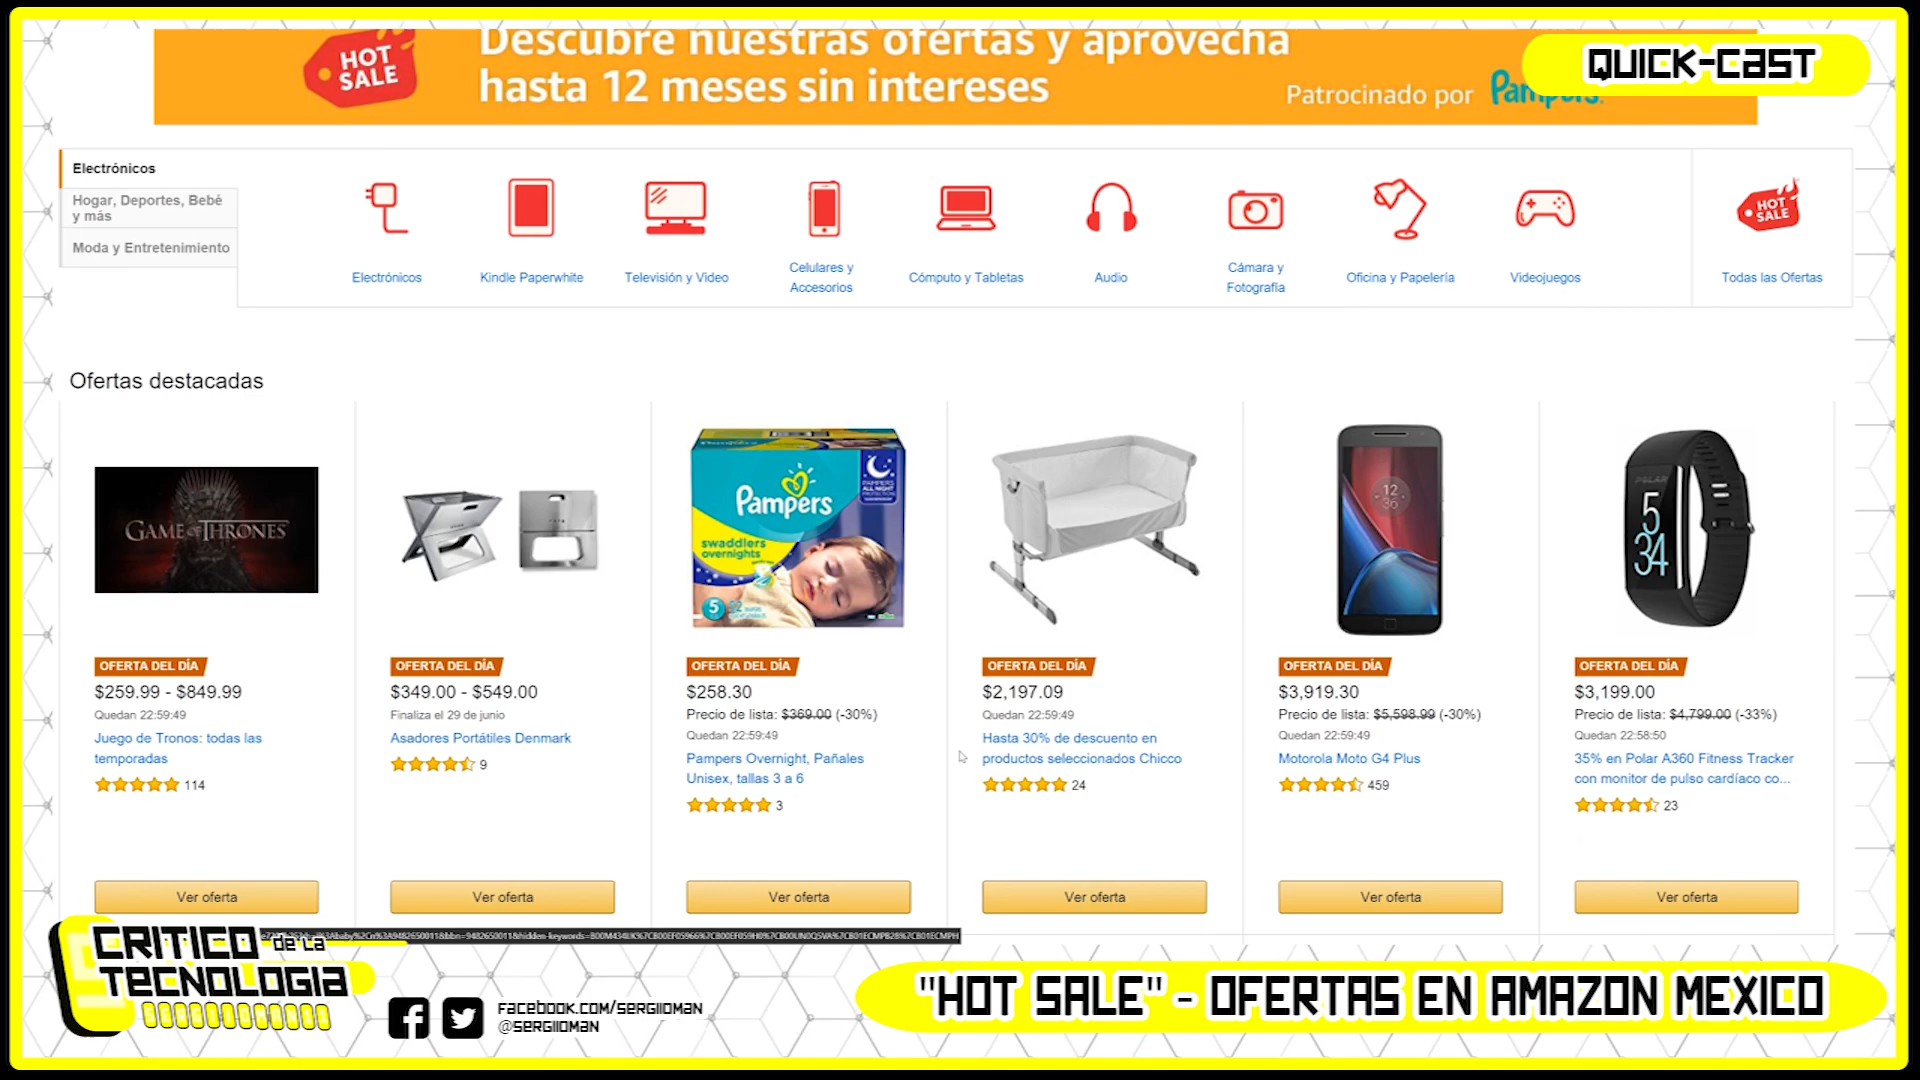 Descubre nuestras ofertas y aprovecha
hasta 12 meses sin intereses
HOT
SALE
Patrocinado por Pampers.
QUICK-CAST
Electrónicos
Hogar, Deportes, Bebé
y más
Moda y Entretenimiento
Electrónicos
Kindle Paperwhite
Televisión y Video
Celulares y
Accesorios
Cómputo y Tabletas
Audio
Cámara y
Fotografía
Oficina y Papelería
Videojuegos
HOT
SALE
Todas las Ofertas
Ofertas destacadas
GAME OF THRONES
OFERTA DEL DÍA
$259.99 - $849.99
Quedan 22:59:49
Juego de Tronos: todas las
temporadas
114
Ver oferta
OFERTA DEL DÍA
$349.00 - $549.00
Finaliza el 29 de junio
Asadores Portátiles Denmark
9
Ver oferta
Pampers
swaddlers
overnights
5
OFERTA DEL DÍA
$258.30
Precio de lista: $369.00 (-30%)
Quedan 22:59:49
Pampers Overnight, Pañales
Unisex, tallas 3 a 6
3
Ver oferta
OFERTA DEL DÍA
$2,197.09
Quedan 22:59:49
Hasta 30% de descuento en
productos seleccionados Chicco
24
Ver oferta
12
36
OFERTA DEL DÍA
$3,919.30
Precio de lista: $5,598.99 (-30%)
Quedan 22:59:49
Motorola Moto G4 Plus
459
Ver oferta
POLAR
5
34
OFERTA DEL DÍA
$3,199.00
Precio de lista: $4,799.00 (-33%)
Quedan 22:58:50
35% en Polar A360 Fitness Tracker
con monitor de pulso cardíaco co...
23
Ver oferta
CRITICO DE LA
TECNOLOGIA
FACEBOOK.COM/SERGIIOMAN
@SERGIIOMAN
"HOT SALE" - OFERTAS EN AMAZON MEXICO